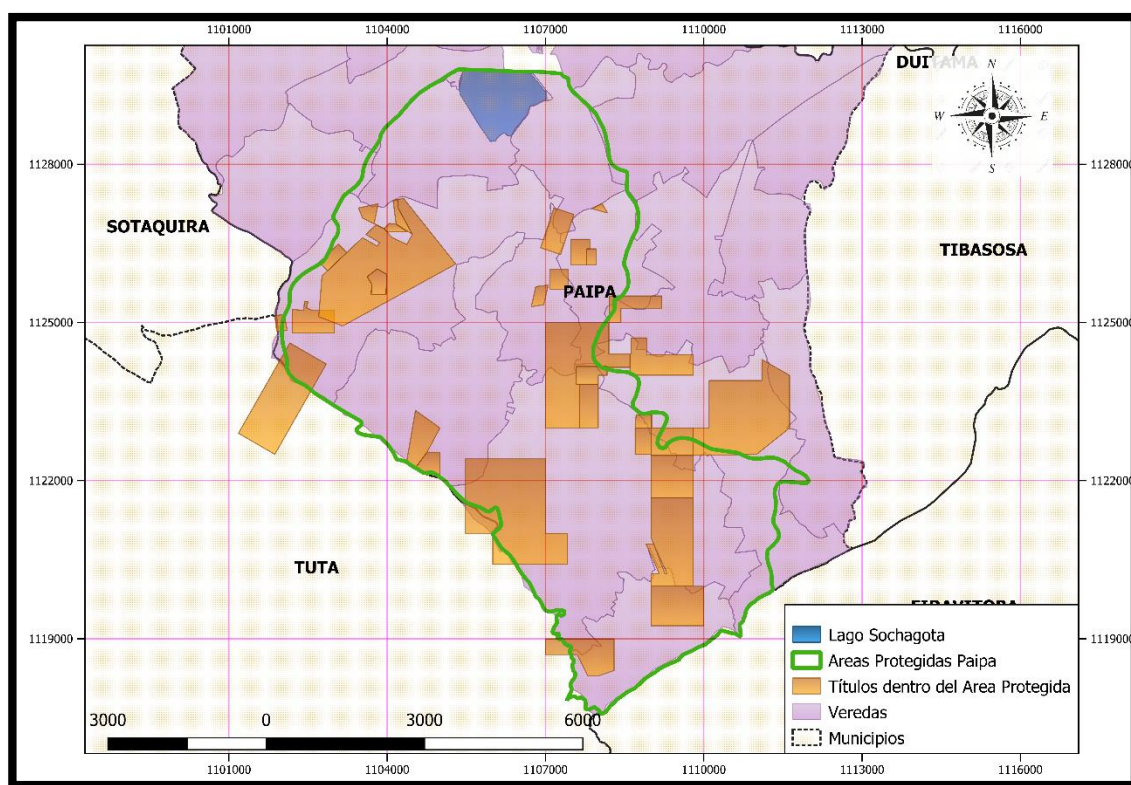 1101000 1104000 1107000 1110000 1113000 1116000
DUITAMA
N
W E
S
1128000 1128000
SOTAQUIRA
TIBASOSA
PAIPA
1125000 1125000
1122000 1122000
TUTA
1119000 1119000
Lago Sochagota
Areas Protegidas Paipa
Títulos dentro del Area Protegida
Veredas
Municipios
3000 0 3000 6000
1101000 1104000 1107000 1110000 1113000 1116000